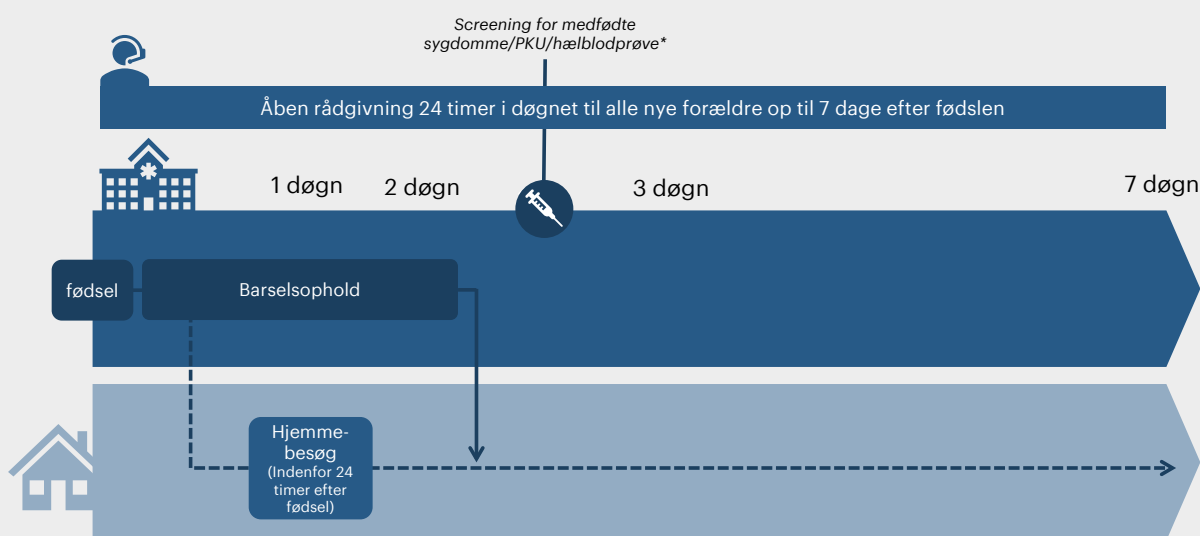 Screening for medfødte
sygdomme/PKU/hælblodprøve*
Åben rådgivning 24 timer i døgnet til alle nye forældre op til 7 dage efter fødslen
1 døgn
2 døgn
3 døgn
7 døgn
fødsel
Barselsophold
Hjemme-
besøg
(Indenfor 24
timer efter
fødsel)